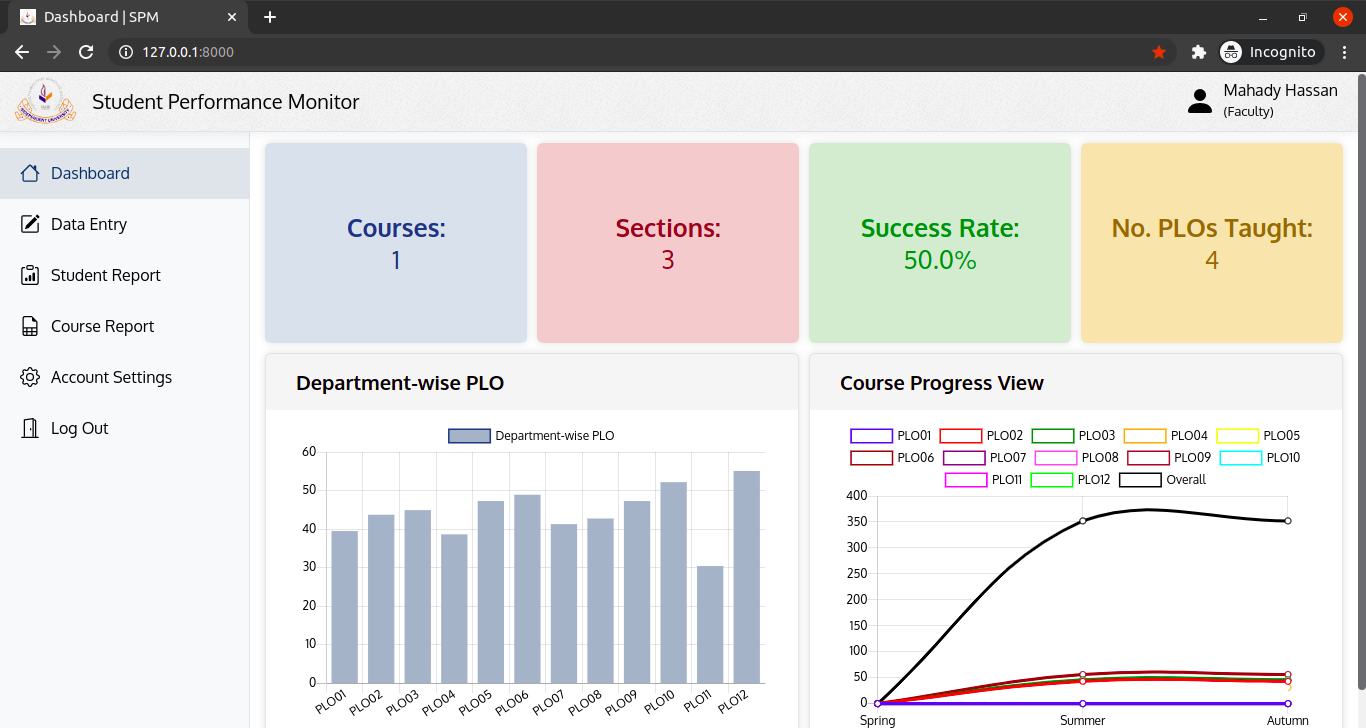 Dashboard | SPM
127.0.0.1:8000
Incognito
Student Performance Monitor
Mahady Hassan
(Faculty)
Dashboard
Data Entry
Student Report
Course Report
Account Settings
Log Out
Courses:
1
Sections:
3
Success Rate:
50.0%
No. PLOs Taught:
4
Department-wise PLO
Department-wise PLO
60
50
40
30
20
10
0
PLO01 PLO02 PLO03 PLO04 PLO05 PLO06 PLO07 PLO08 PLO09 PLO10 PLO11 PLO12
Course Progress View
PLO01 PLO02 PLO03 PLO04 PLO05
PLO06 PLO07 PLO08 PLO09 PLO10
PLO11 PLO12 Overall
400
350
300
250
200
150
100
50
0
Spring Summer Autumn